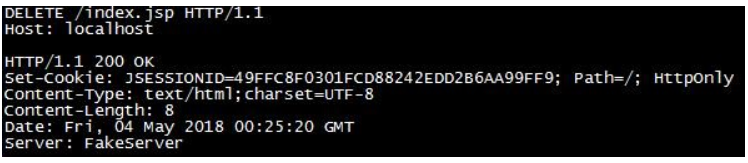 DELETE /index.jsp HTTP/1.1
Host: localhost
HTTP/1.1 200 OK
Set-Cookie: JSESSIONID=49FFC8F0301FCD88242EDD2B6AA99FF9; Path=/; HttpOnly
Content-Type: text/html;charset=UTF-8
Content-Length: 8
Date: Fri, 04 May 2018 00:25:20 GMT
Server: FakeServer